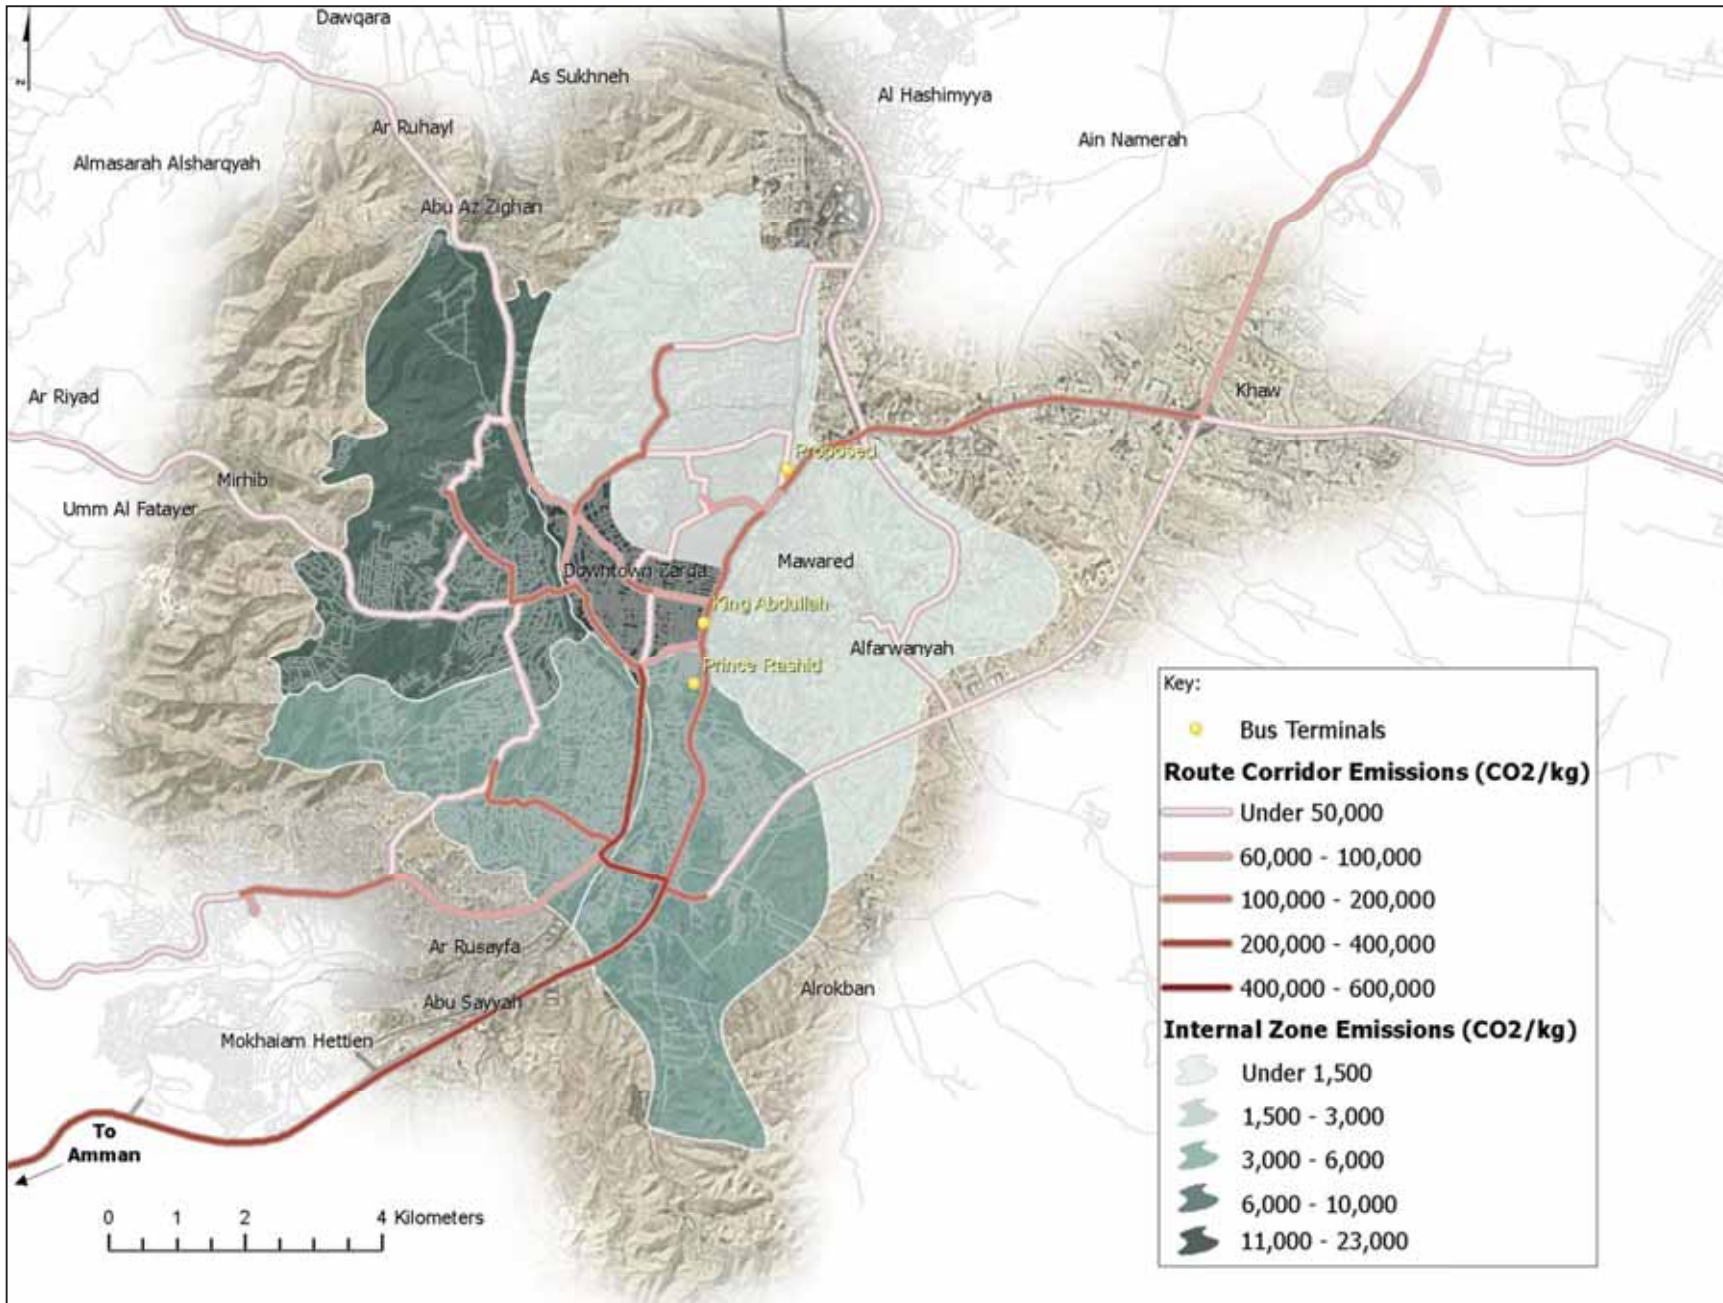 Dawqara
As Sukhneh
Al Hashimyya
Ar Ruhayl
Ain Namerah
Almasarah Alsharqyah
Abu Az Zighan
Ar Riyad
Khaw
Proposed
Mirhib
Umm Al Fatayer
Mawared
Dowhtown Zarqa
King Abdullah
Alfarwanyah
Prince Rashid
Ar Rusayfa
Alrokban
Abu Sayyah
Mokhaiam Hettien
To
Amman
0 1 2 4 Kilometers
Key:
Bus Terminals
Route Corridor Emissions (CO2/kg)
Under 50,000
60,000 - 100,000
100,000 - 200,000
200,000 - 400,000
400,000 - 600,000
Internal Zone Emissions (CO2/kg)
Under 1,500
1,500 - 3,000
3,000 - 6,000
6,000 - 10,000
11,000 - 23,000